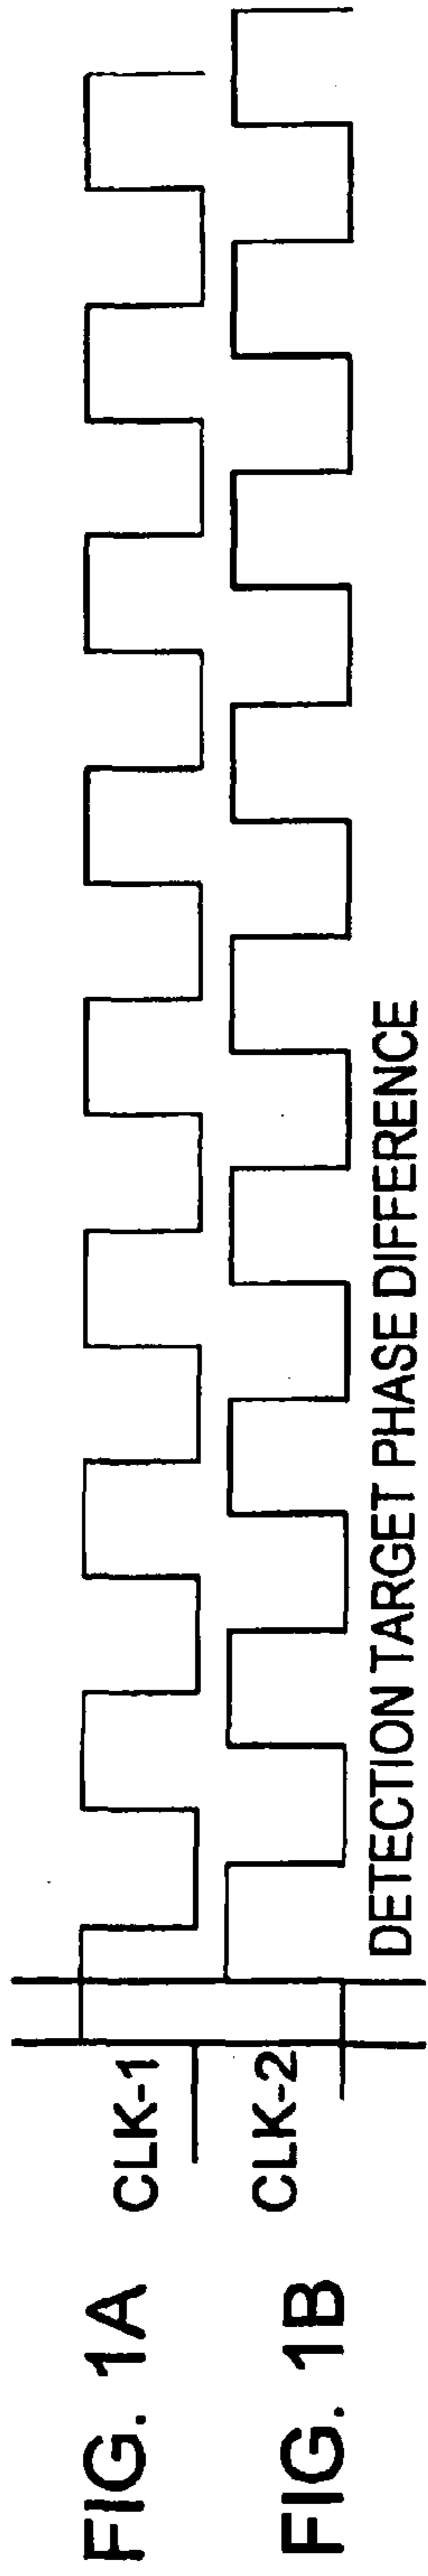 FIG. 1A CLK-1
FIG. 1B CLK-2
DETECTION TARGET PHASE DIFFERENCE